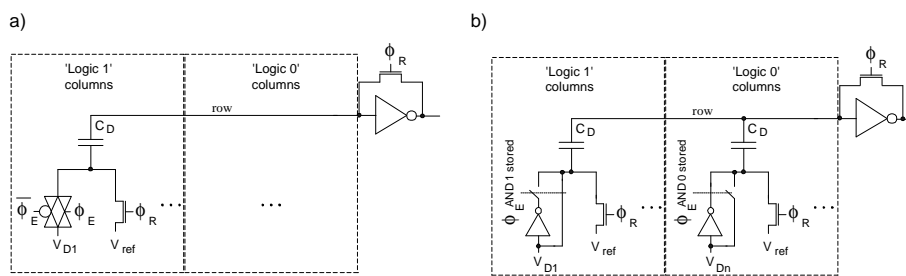 a)
'Logic 1'
columns
'Logic 0'
columns
ϕ
R
row
C D
ϕ
E
ϕ
E
ϕ
R
...
...
V D1
V ref
b)
'Logic 1'
columns
'Logic 0'
columns
ϕ
R
row
C D
C D
ϕ E AND 1 stored
ϕ E AND 0 stored
ϕ
R
...
ϕ
R
...
V D1
V ref
V Dn
V ref